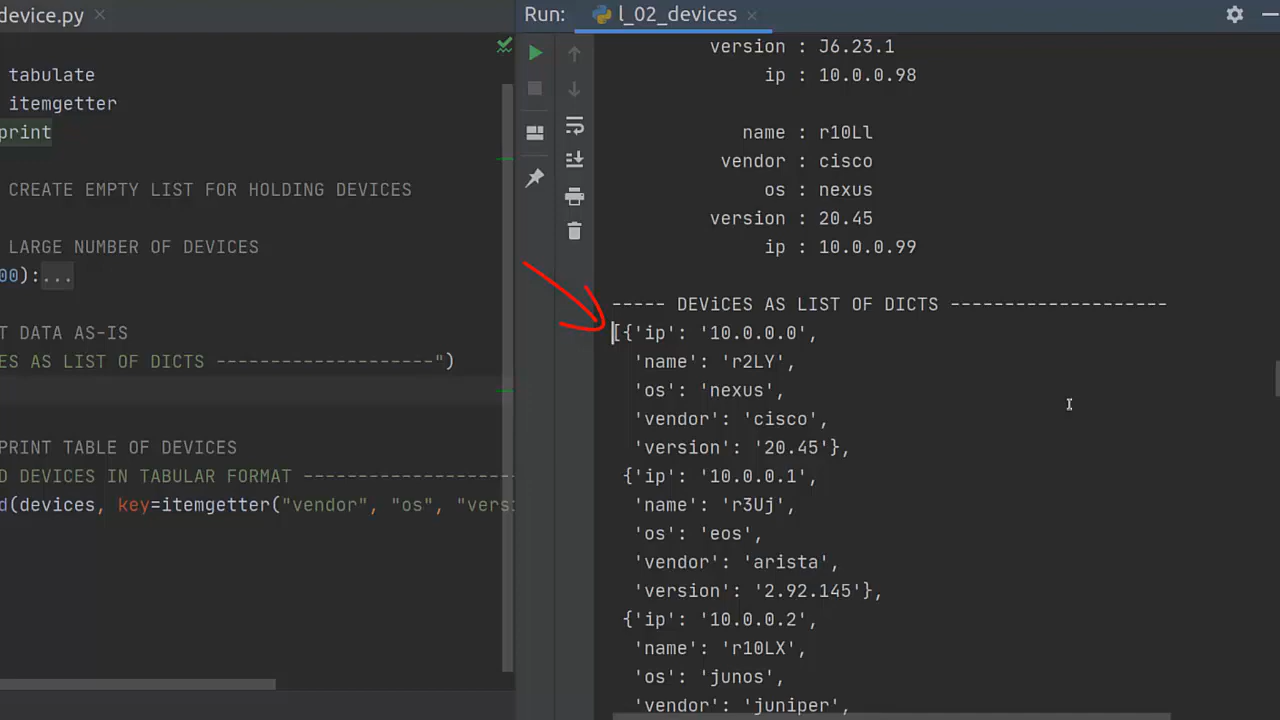 device.py
tabulate
itemgetter
print
CREATE EMPTY LIST FOR HOLDING DEVICES
LARGE NUMBER OF DEVICES
00):...
T DATA AS-IS
ES AS LIST OF DICTS --------------------")
PRINT TABLE OF DEVICES
D DEVICES IN TABULAR FORMAT --------------------
d(devices, key=itemgetter("vendor", "os", "versi
Run: l_02_devices
version : J6.23.1
ip : 10.0.0.98
name : r10Ll
vendor : cisco
os : nexus
version : 20.45
ip : 10.0.0.99
----- DEViCES AS LIST OF DICTS --------------------
[{'ip': '10.0.0.0',
'name': 'r2LY',
'os': 'nexus',
'vendor': 'cisco',
'version': '20.45'},
{'ip': '10.0.0.1',
'name': 'r3Uj',
'os': 'eos',
'vendor': 'arista',
'version': '2.92.145'},
{'ip': '10.0.0.2',
'name': 'r10LX',
'os': 'junos',
'vendor': 'juniper',